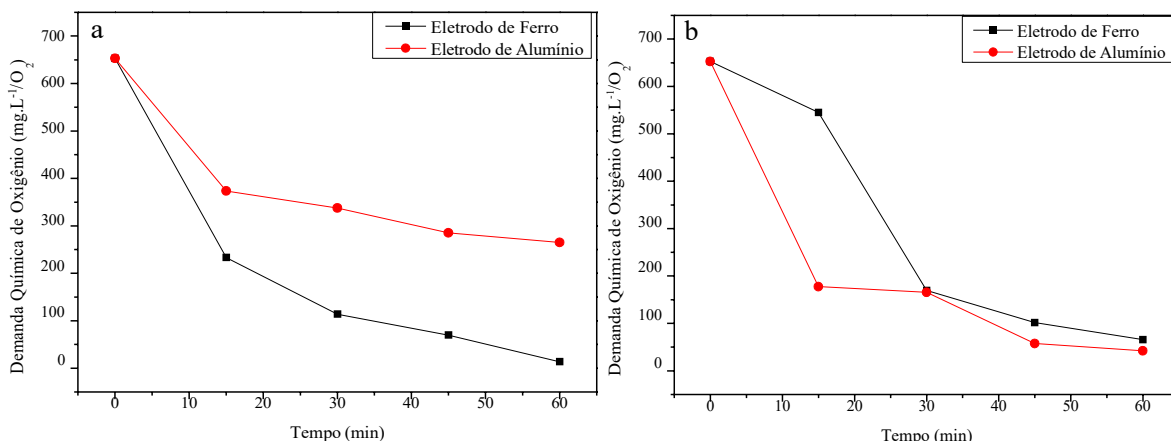 a
Eletrodo de Ferro
Eletrodo de Alumínio
Demanda Química de Oxigênio (mg.L⁻¹/O₂)
700
600
500
400
300
200
100
0
0 10 20 30 40 50 60
Tempo (min)
b
Eletrodo de Ferro
Eletrodo de Alumínio
Demanda Química de Oxigênio (mg.L⁻¹/O₂)
700
600
500
400
300
200
100
0
0 10 20 30 40 50 60
Tempo (min)